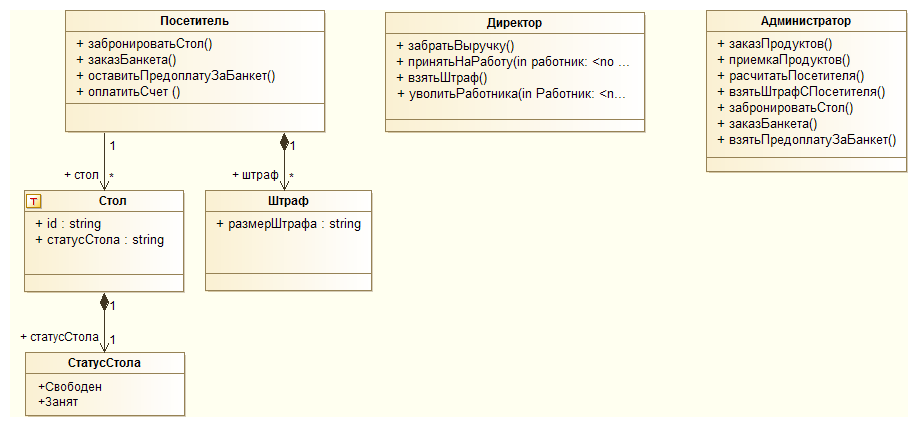 Посетитель
+ забронироватьСтол()
+ заказБанкета()
+ оставитьПредоплатуЗаБанкет()
+ оплатитьСчет ()
Директор
+ забратьВыручку()
+ принятьНаРаботу(in работник: <no ...
+ взятьШтраф()
+ уволитьРаботника(in Работник: <n...
Администратор
+ заказПродуктов()
+ приемкаПродуктов()
+ расчитатьПосетителя()
+ взятьШтрафСПосетителя()
+ забронироватьСтол()
+ заказБанкета()
+ взятьПредоплатуЗаБанкет()
1
1
+ стол
*
+ штраф
*
T
Стол
+ id : string
+ статусСтола : string
Штраф
+ размерШтрафа : string
1
+ статусСтола
1
СтатусСтола
+Свободен
+Занят